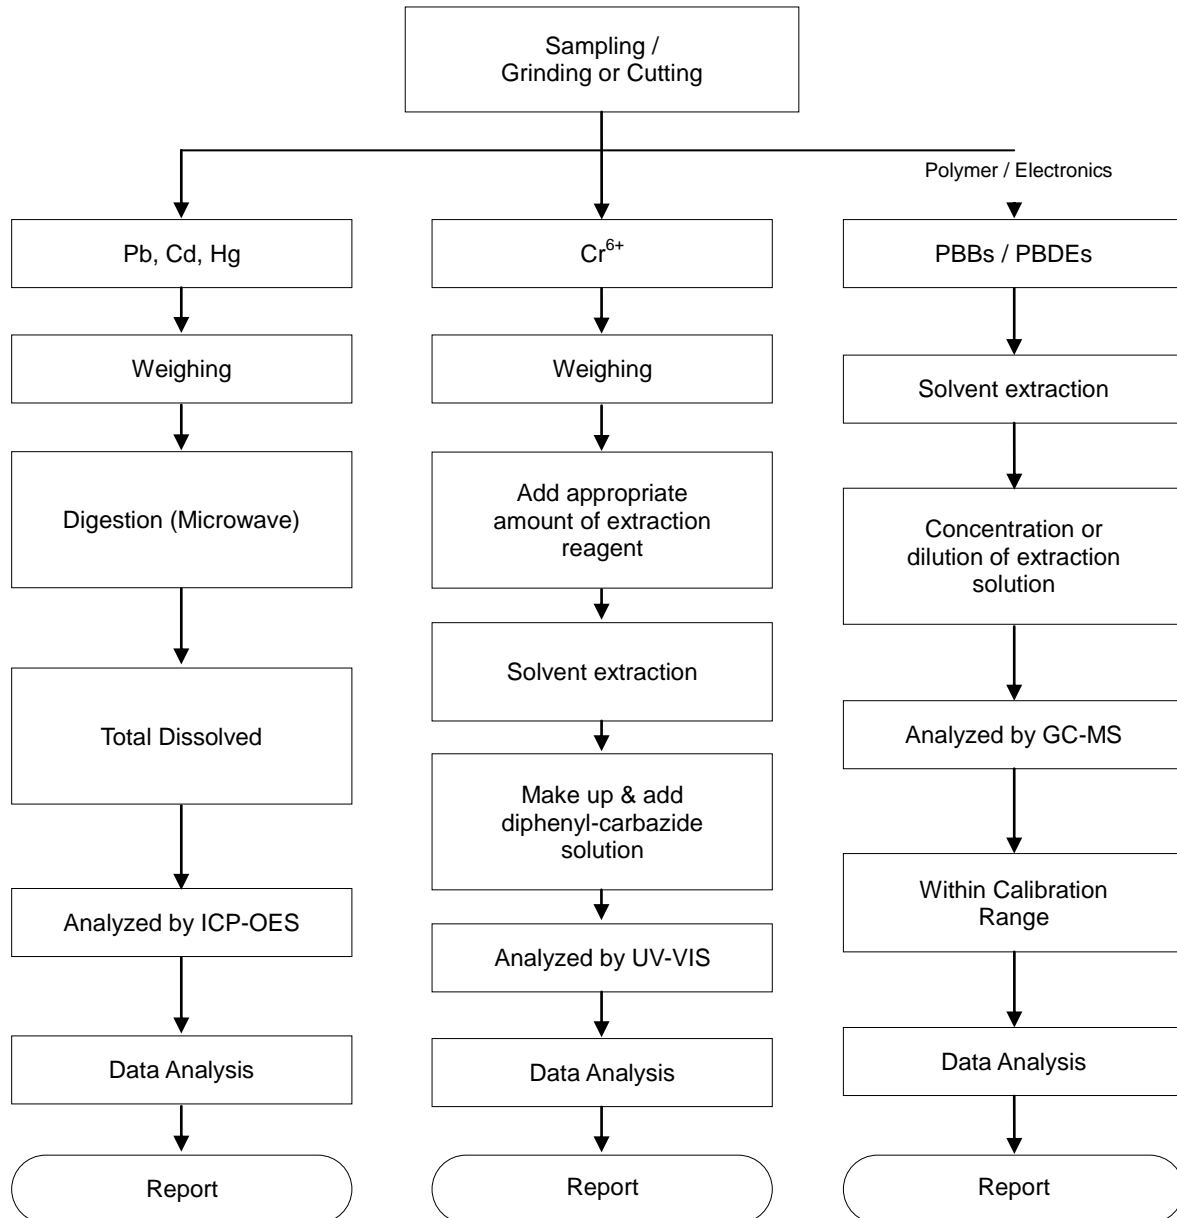 Sampling /
Grinding or Cutting
Polymer / Electronics
Pb, Cd, Hg
Weighing
Digestion (Microwave)
Total Dissolved
Analyzed by ICP-OES
Data Analysis
Report
Cr6+
Weighing
Add appropriate
amount of extraction
reagent
Solvent extraction
Make up & add
diphenyl-carbazide
solution
Analyzed by UV-VIS
Data Analysis
Report
PBBs / PBDEs
Solvent extraction
Concentration or
dilution of extraction
solution
Analyzed by GC-MS
Within Calibration
Range
Data Analysis
Report